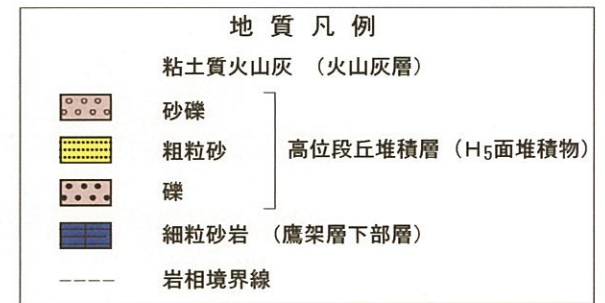 地質凡例
粘土質火山灰 (火山灰層)
砂礫
粗粒砂 高位段丘堆積層 (H5面堆積物)
礫
細粒砂岩 (鷹架層下部層)
岩相境界線